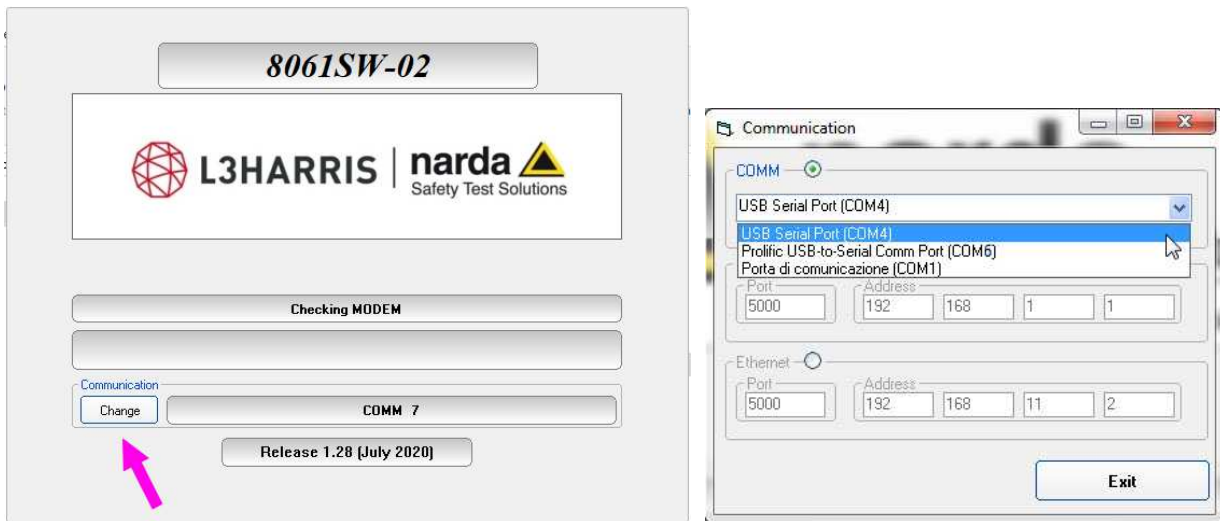 8061SW-02
L3HARRIS | narda
Safety Test Solutions
Checking MODEM
Communication
Change
COMM 7
Release 1.28 (July 2020)
Communication
COMM
USB Serial Port (COM4)
USB Serial Port (COM4)
Prolific USB-to-Serial Comm Port (COM6)
Porta di comunicazione (COM1)
Port
Address
5000
192 168 1 1
Ethernet
Port
Address
5000
192 168 11 2
Exit